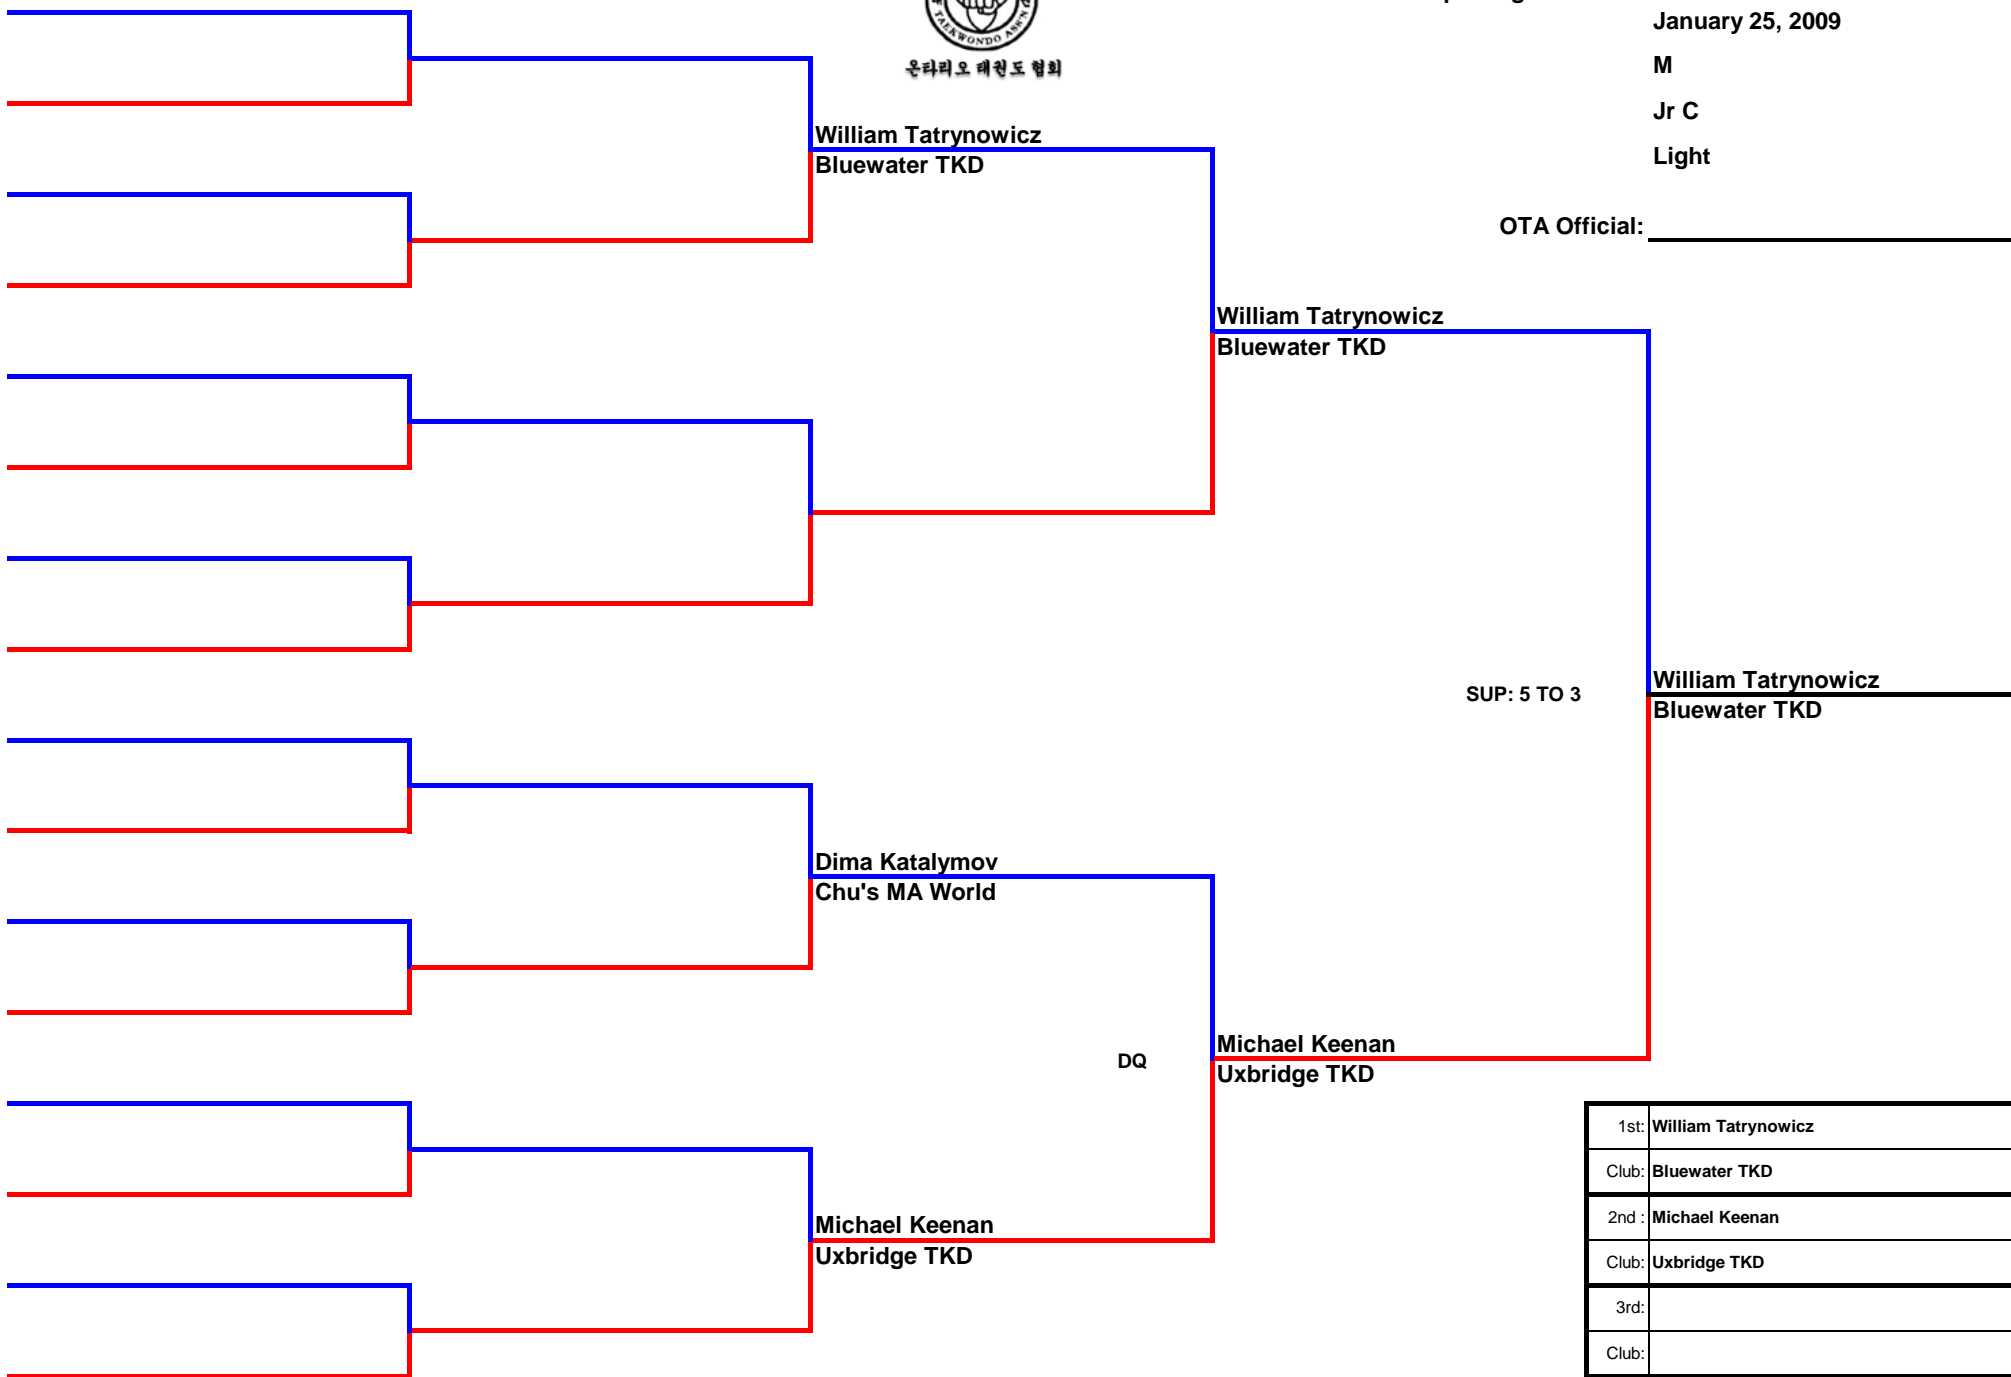 January 25, 2009
TAEKWONDO ASS'N
온타리오 태권도 협회
M
Jr C
Light
William Tatrynowicz
Bluewater TKD
OTA Official:
William Tatrynowicz
Bluewater TKD
SUP: 5 TO 3
William Tatrynowicz
Bluewater TKD
Dima Katalymov
Chu's MA World
DQ
Michael Keenan
Uxbridge TKD
Michael Keenan
Uxbridge TKD
1st: William Tatrynowicz
Club: Bluewater TKD
2nd : Michael Keenan
Club: Uxbridge TKD
3rd:
Club: